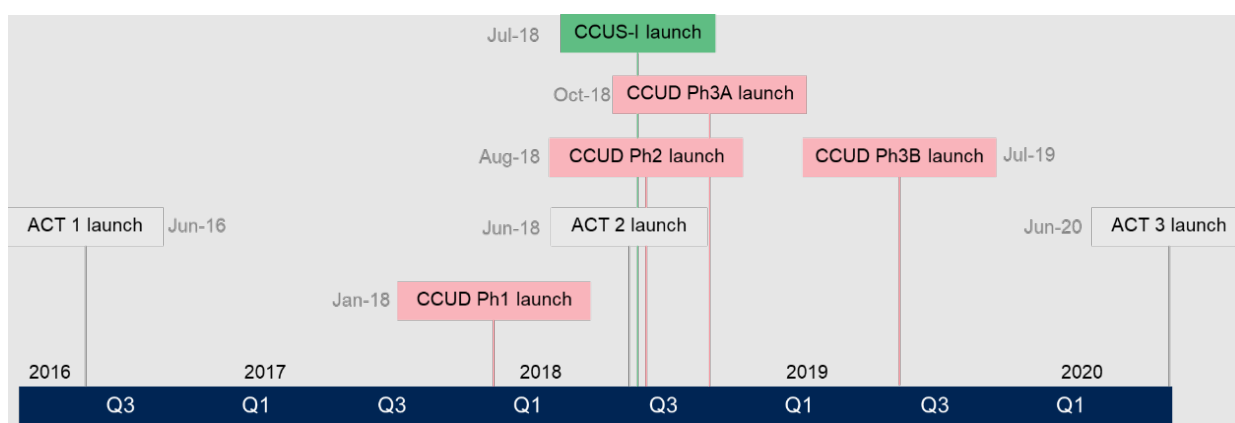 Jul-18 CCUS-I launch
Oct-18 CCUD Ph3A launch
Aug-18 CCUD Ph2 launch CCUD Ph3B launch Jul-19
ACT 1 launch Jun-16 Jun-18 ACT 2 launch Jun-20 ACT 3 launch
Jan-18 CCUD Ph1 launch
2016 2017 2018 2019 2020
Q3 Q1 Q3 Q1 Q3 Q1 Q3 Q1